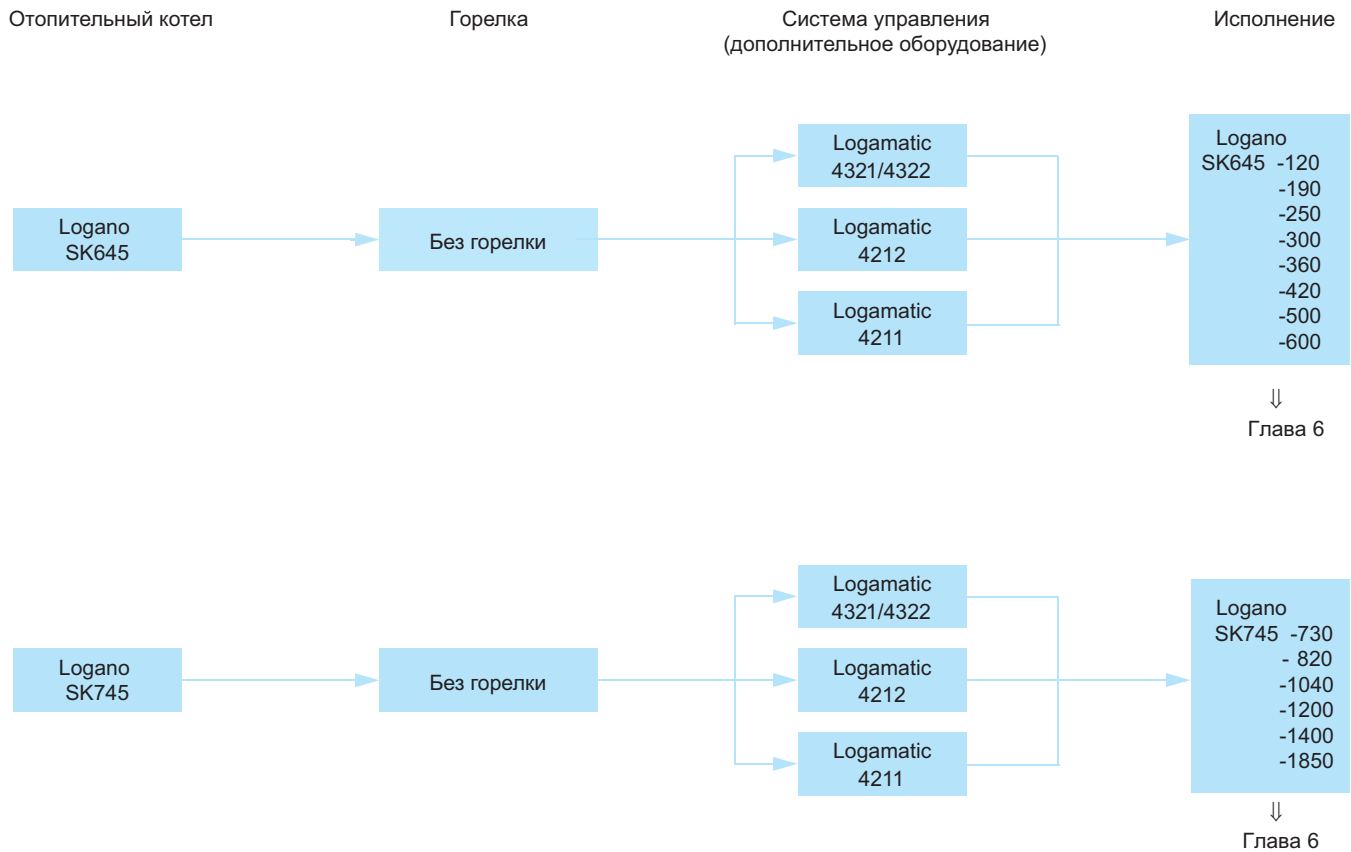 Отопительный котел
Горелка
Система управления
(дополнительное оборудование)
Исполнение
Logano
SK645
Без горелки
Logamatic
4321/4322
Logamatic
4212
Logamatic
4211
Logano
SK645 -120
-190
-250
-300
-360
-420
-500
-600
⇓
Глава 6
Logano
SK745
Без горелки
Logamatic
4321/4322
Logamatic
4212
Logamatic
4211
Logano
SK745 -730
- 820
-1040
-1200
-1400
-1850
⇓
Глава 6